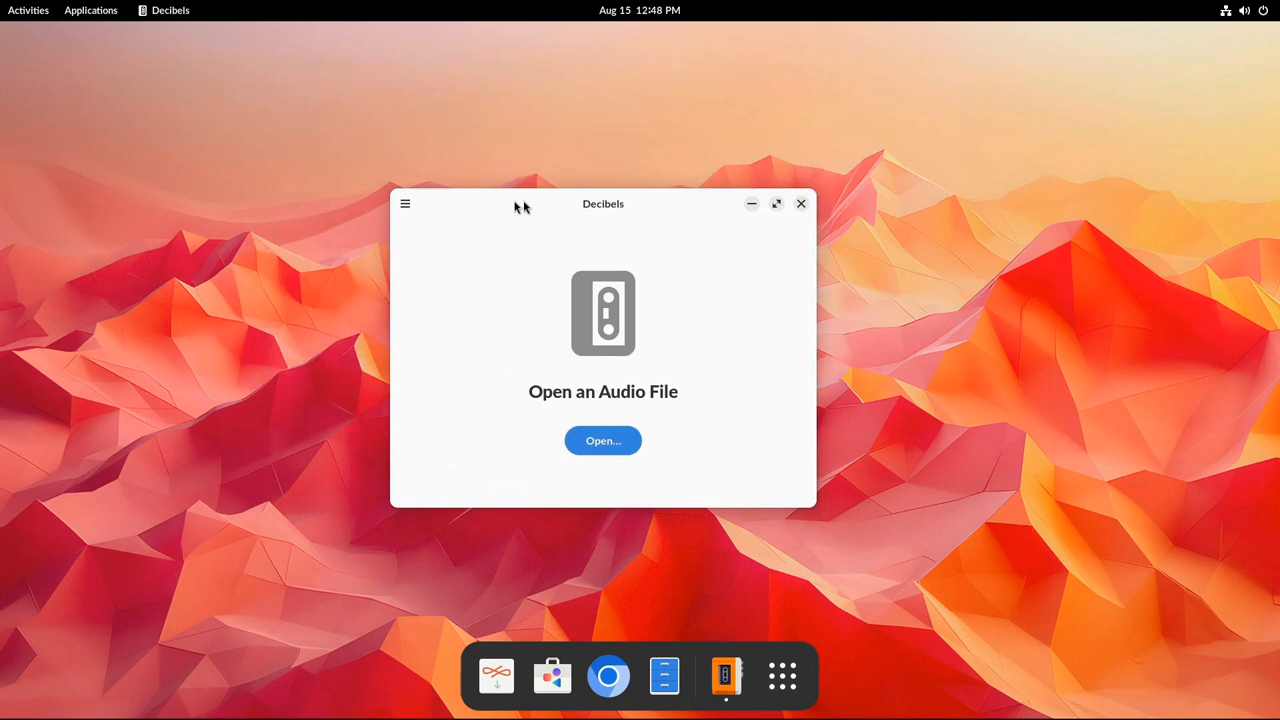 Activities Applications Decibels Aug 15 12:48 PM
Decibels
Open an Audio File
Open...